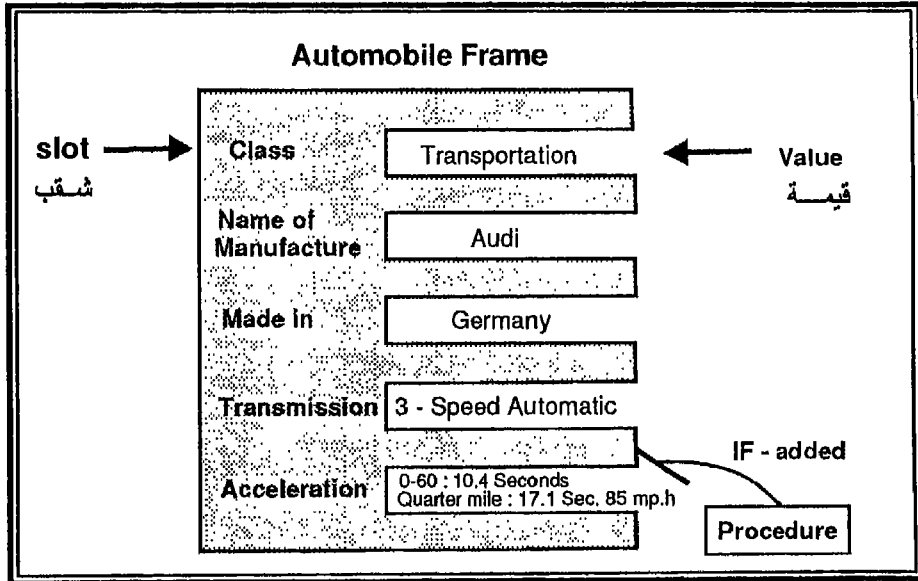 Automobile Frame
slot
شقب
Class
Transportation
Value
قيمة
Name of
Manufacture
Audi
Made in
Germany
Transmission
3 - Speed Automatic
IF - added
Acceleration
0-60 : 10.4 Seconds
Quarter mile : 17.1 Sec. 85 mp.h
Procedure